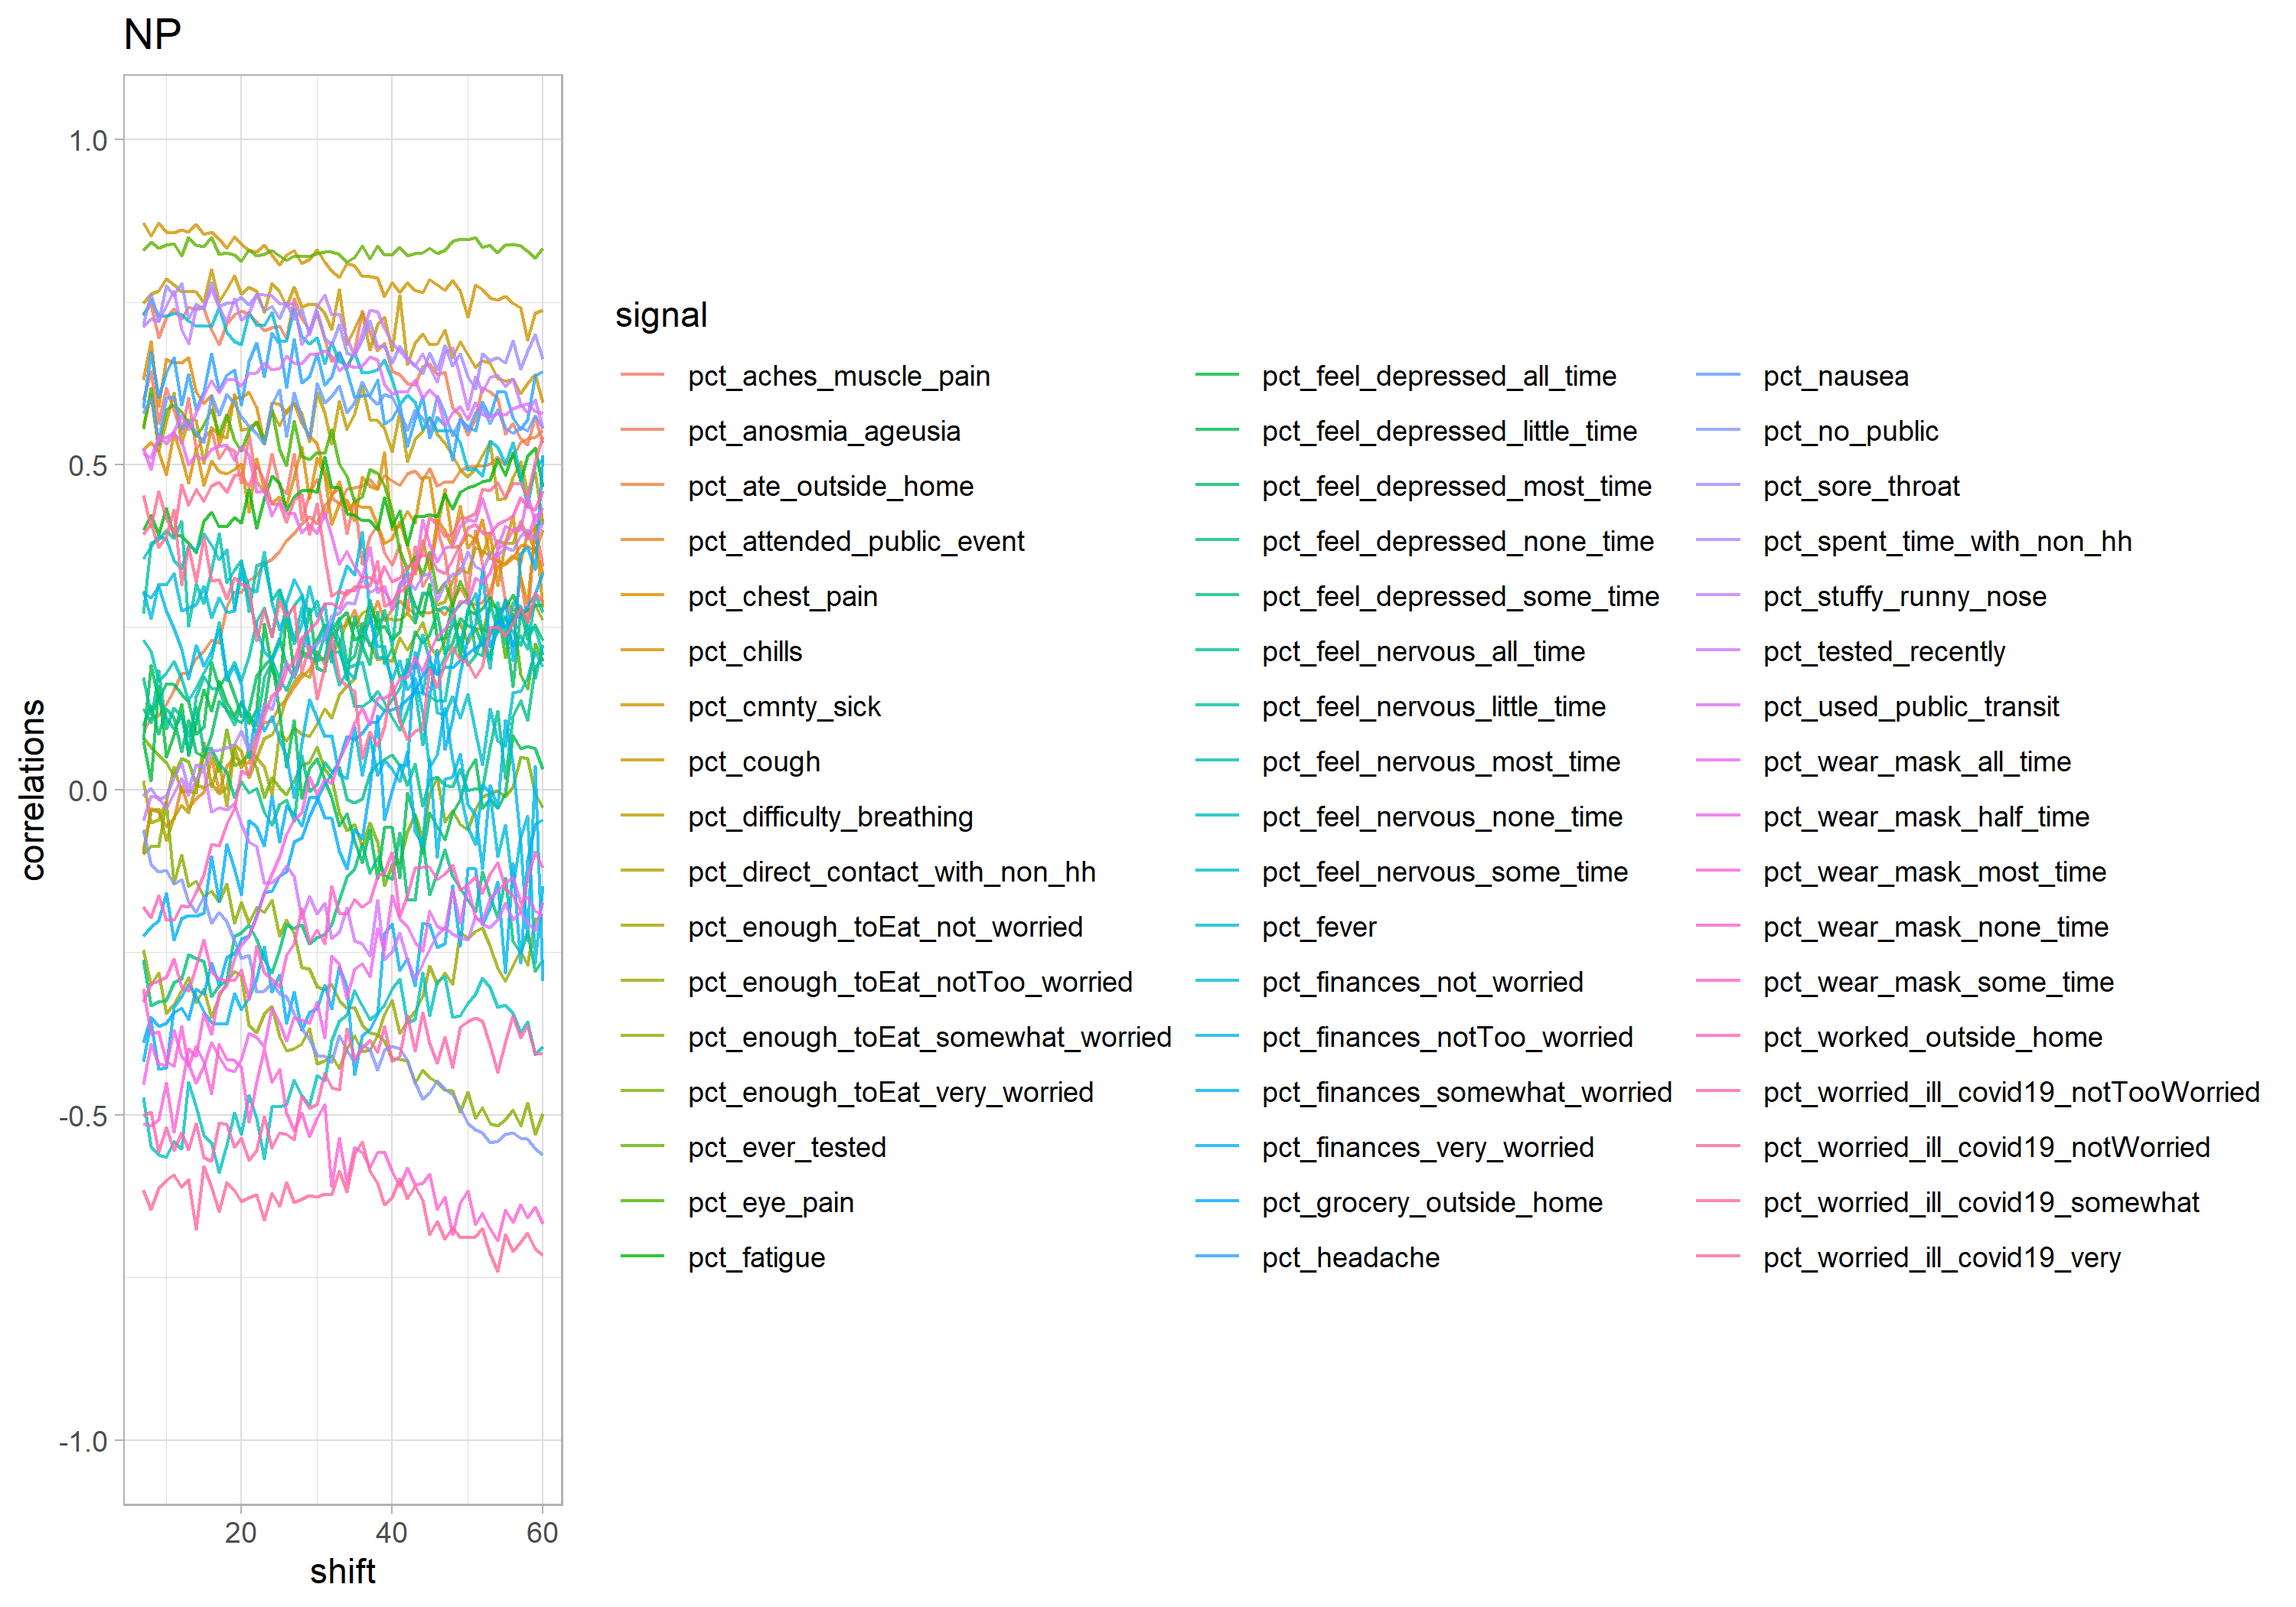 NP
1.0
0.5
0.0
-0.5
-1.0
correlations
20 40 60
shift
signal
pct_aches_muscle_pain
pct_anosmia_ageusia
pct_ate_outside_home
pct_attended_public_event
pct_chest_pain
pct_chills
pct_cmnty_sick
pct_cough
pct_difficulty_breathing
pct_direct_contact_with_non_hh
pct_enough_toEat_not_worried
pct_enough_toEat_notToo_worried
pct_enough_toEat_somewhat_worried
pct_enough_toEat_very_worried
pct_ever_tested
pct_eye_pain
pct_fatigue
pct_feel_depressed_all_time
pct_feel_depressed_little_time
pct_feel_depressed_most_time
pct_feel_depressed_none_time
pct_feel_depressed_some_time
pct_feel_nervous_all_time
pct_feel_nervous_little_time
pct_feel_nervous_most_time
pct_feel_nervous_none_time
pct_feel_nervous_some_time
pct_fever
pct_finances_not_worried
pct_finances_notToo_worried
pct_finances_somewhat_worried
pct_finances_very_worried
pct_grocery_outside_home
pct_headache
pct_nausea
pct_no_public
pct_sore_throat
pct_spent_time_with_non_hh
pct_stuffy_runny_nose
pct_tested_recently
pct_used_public_transit
pct_wear_mask_all_time
pct_wear_mask_half_time
pct_wear_mask_most_time
pct_wear_mask_none_time
pct_wear_mask_some_time
pct_worked_outside_home
pct_worried_ill_covid19_notTooWorried
pct_worried_ill_covid19_notWorried
pct_worried_ill_covid19_somewhat
pct_worried_ill_covid19_very